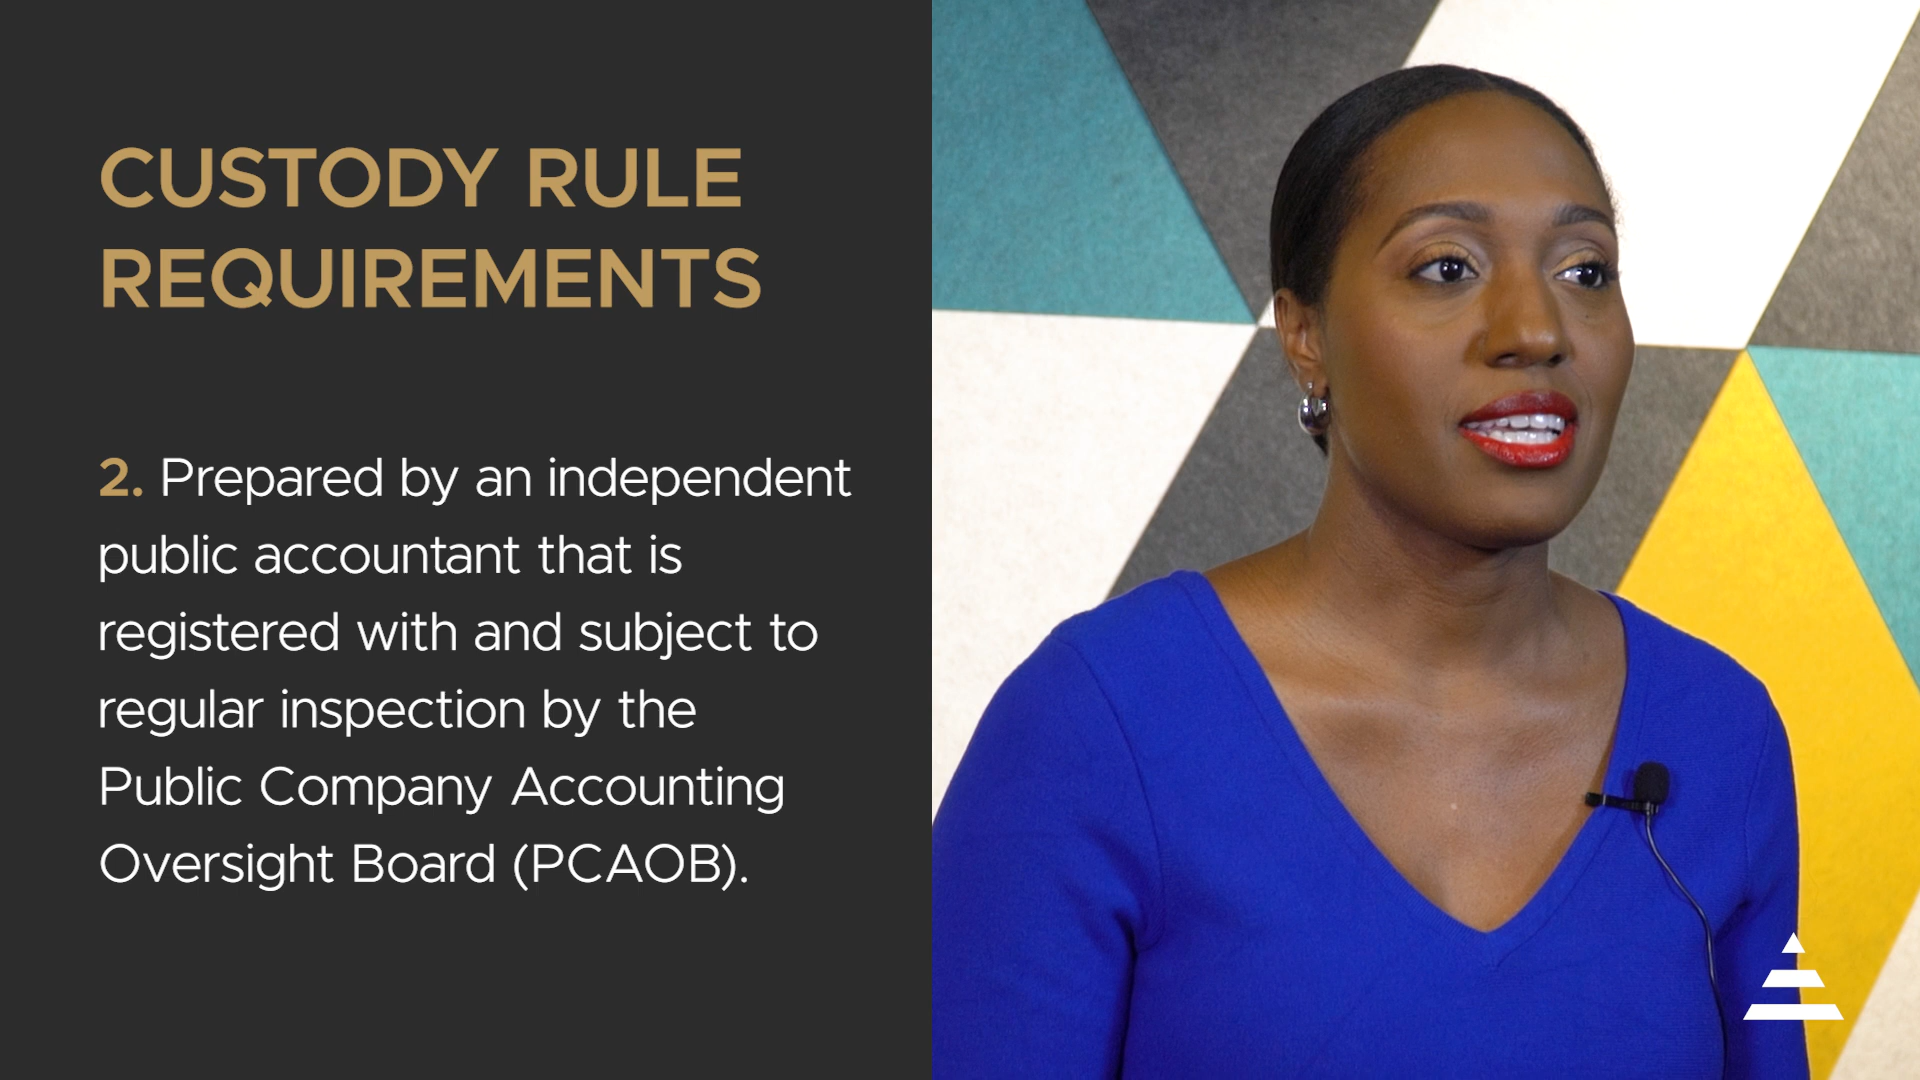 CUSTODY RULE
REQUIREMENTS
2. Prepared by an independent
public accountant that is
registered with and subject to
regular inspection by the
Public Company Accounting
Oversight Board (PCAOB).